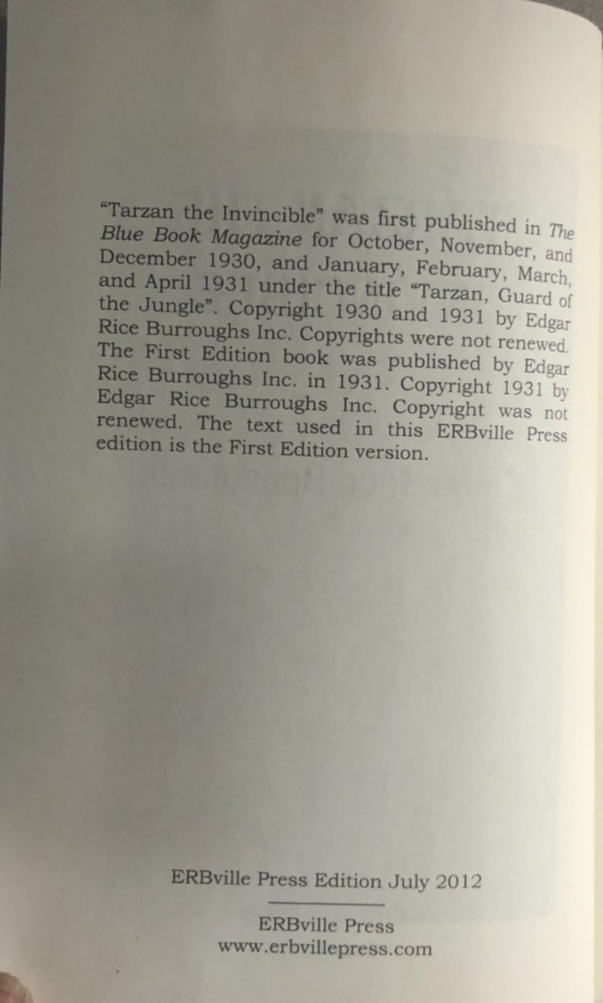 “Tarzan the Invincible” was first published in The
Blue Book Magazine for October, November, and
December 1930, and January, February, March,
and April 1931 under the title “Tarzan, Guard of
the Jungle”. Copyright 1930 and 1931 by Edgar
Rice Burroughs Inc. Copyrights were not renewed.
The First Edition book was published by Edgar
Rice Burroughs Inc. in 1931. Copyright 1931 by
Edgar Rice Burroughs Inc. Copyright was not
renewed. The text used in this ERBville Press
edition is the First Edition version.
ERBville Press Edition July 2012
ERBville Press
www.erbvillepress.com